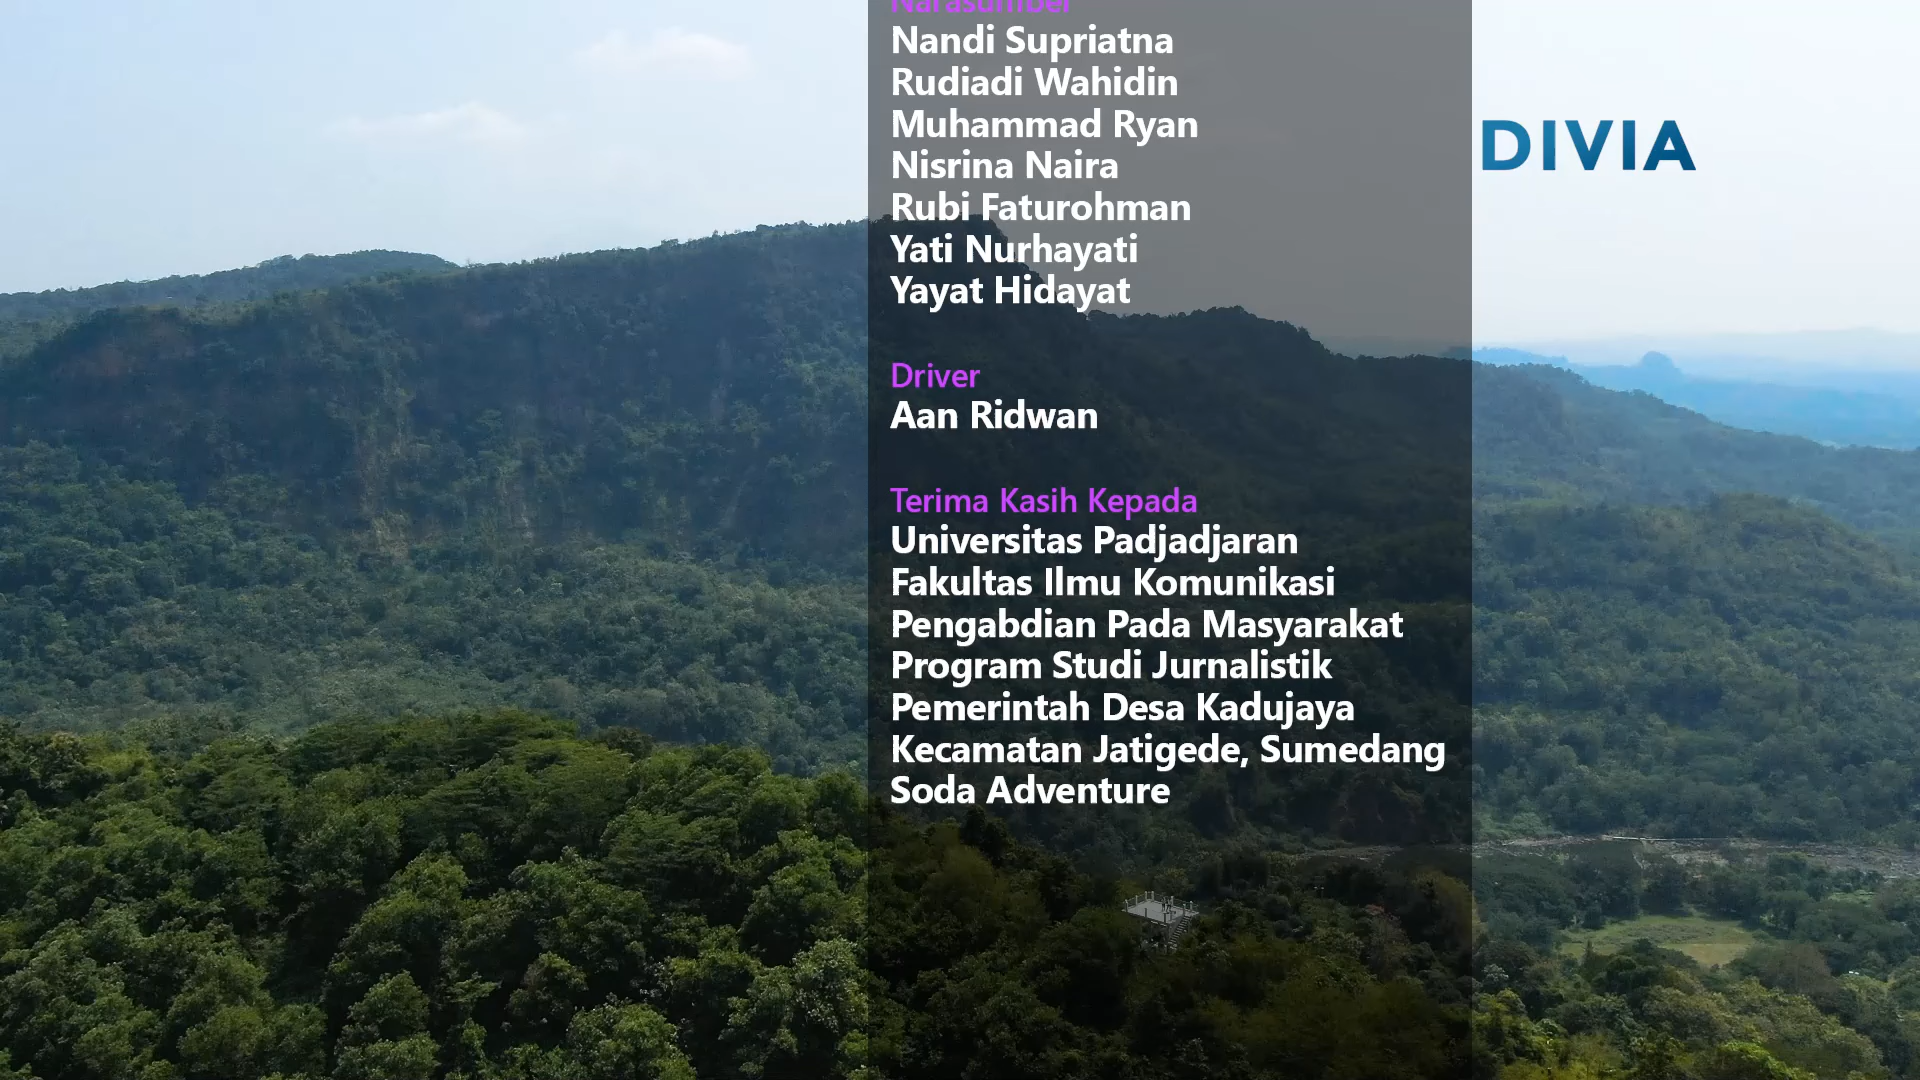 Narasumber
Nandi Supriatna
Rudiadi Wahidin
Muhammad Ryan
Nisrina Naira
Rubi Faturohman
Yati Nurhayati
Yayat Hidayat
Driver
Aan Ridwan
Terima Kasih Kepada
Universitas Padjadjaran
Fakultas Ilmu Komunikasi
Pengabdian Pada Masyarakat
Program Studi Jurnalistik
Pemerintah Desa Kadujaya
Kecamatan Jatigede, Sumedang
Soda Adventure
DIVIA